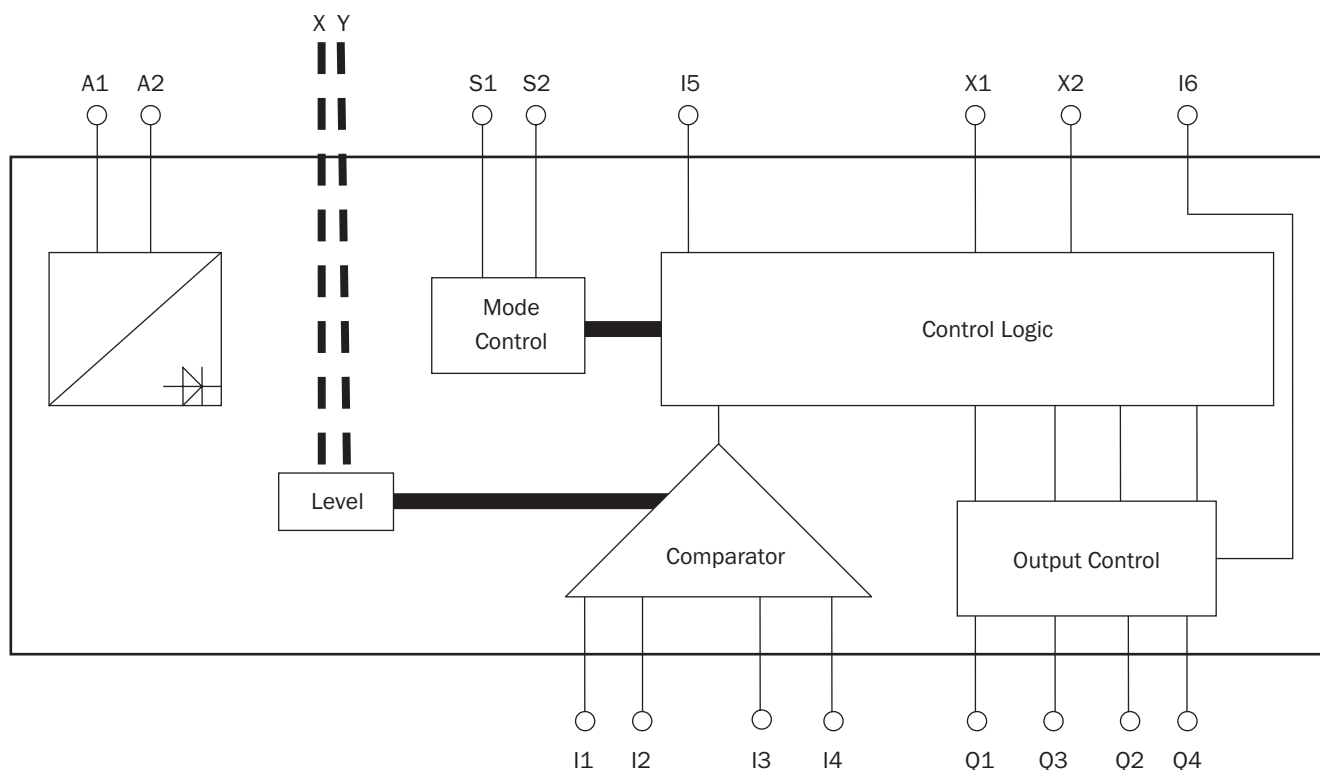 X Y
A1 A2 S1 S2 I5 X1 X2 I6
Mode
Control
Control Logic
Level
Comparator
Output Control
I1 I2 I3 I4 Q1 Q3 Q2 Q4